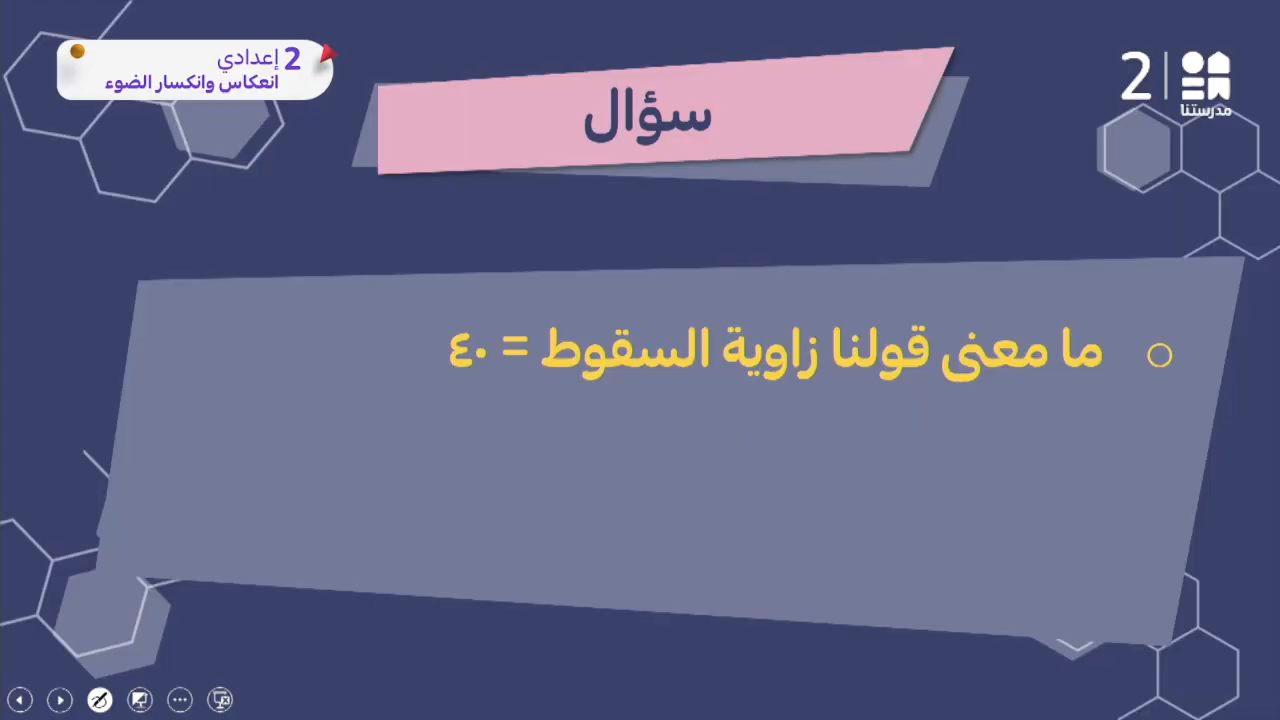 2 إعدادي
انعكاس وانكسار الضوء
2
مدرستنا
سؤال
ما معنى قولنا زاوية السقوط = ٤٠